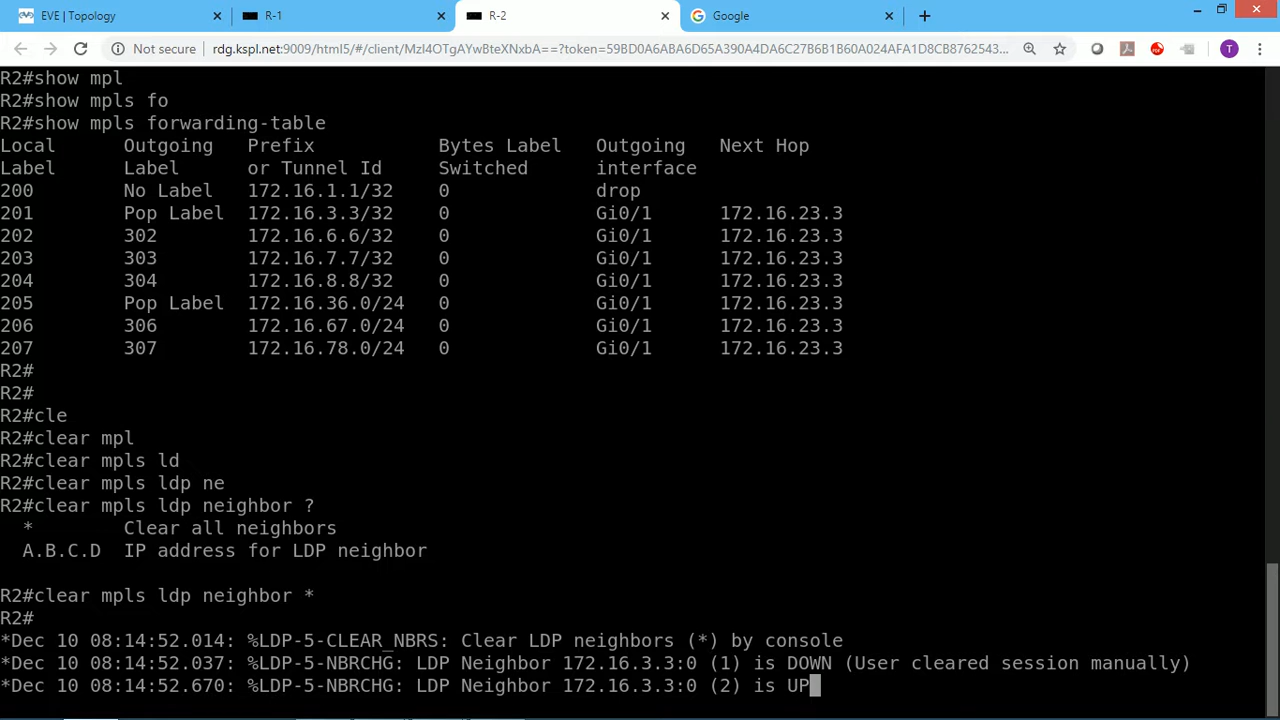 EVE | Topology
R-1
R-2
Google
Not secure rdg.kspl.net:9009/html5/#/client/MzI4OTgAYwBteXNxbA==?token=59BD0A6ABA6D65A390A4DA6C27B6B1B60A024AFA1D8CB8762543...
T
R2#show mpl
R2#show mpls fo
R2#show mpls forwarding-table
Local Outgoing Prefix Bytes Label Outgoing Next Hop
Label Label or Tunnel Id Switched interface
200 No Label 172.16.1.1/32 0 drop
201 Pop Label 172.16.3.3/32 0 Gi0/1 172.16.23.3
202 302 172.16.6.6/32 0 Gi0/1 172.16.23.3
203 303 172.16.7.7/32 0 Gi0/1 172.16.23.3
204 304 172.16.8.8/32 0 Gi0/1 172.16.23.3
205 Pop Label 172.16.36.0/24 0 Gi0/1 172.16.23.3
206 306 172.16.67.0/24 0 Gi0/1 172.16.23.3
207 307 172.16.78.0/24 0 Gi0/1 172.16.23.3
R2#
R2#
R2#cle
R2#clear mpl
R2#clear mpls ld
R2#clear mpls ldp ne
R2#clear mpls ldp neighbor ?
* Clear all neighbors
A.B.C.D IP address for LDP neighbor
R2#clear mpls ldp neighbor *
R2#
*Dec 10 08:14:52.014: %LDP-5-CLEAR_NBRS: Clear LDP neighbors (*) by console
*Dec 10 08:14:52.037: %LDP-5-NBRCHG: LDP Neighbor 172.16.3.3:0 (1) is DOWN (User cleared session manually)
*Dec 10 08:14:52.670: %LDP-5-NBRCHG: LDP Neighbor 172.16.3.3:0 (2) is UP